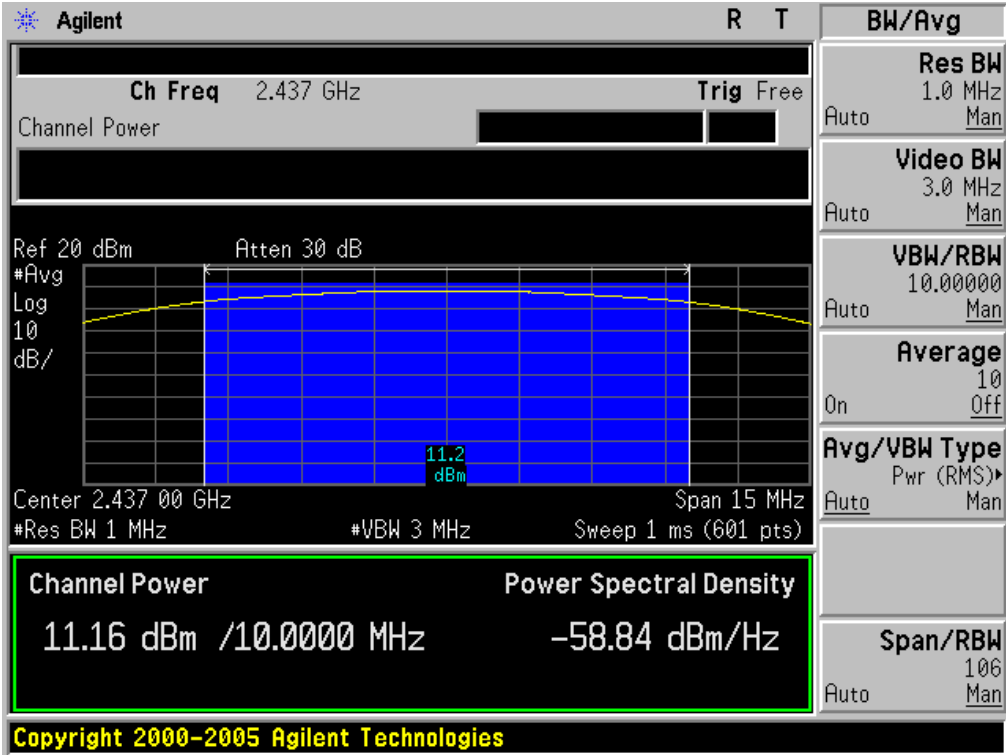 Agilent R T BW/Avg
Ch Freq 2.437 GHz Trig Free
Channel Power
Ref 20 dBm Atten 30 dB
#Avg
Log
10
dB/
11.2
dBm
Center 2.437 00 GHz Span 15 MHz
#Res BW 1 MHz #VBW 3 MHz Sweep 1 ms (601 pts)
Channel Power Power Spectral Density
11.16 dBm /10.0000 MHz -58.84 dBm/Hz
Res BW
1.0 MHz
Auto Man
Video BW
3.0 MHz
Auto Man
VBW/RBW
10.00000
Auto Man
Average
10
On Off
Avg/VBW Type
Pwr (RMS)▸
Auto Man
Span/RBW
106
Auto Man
Copyright 2000-2005 Agilent Technologies